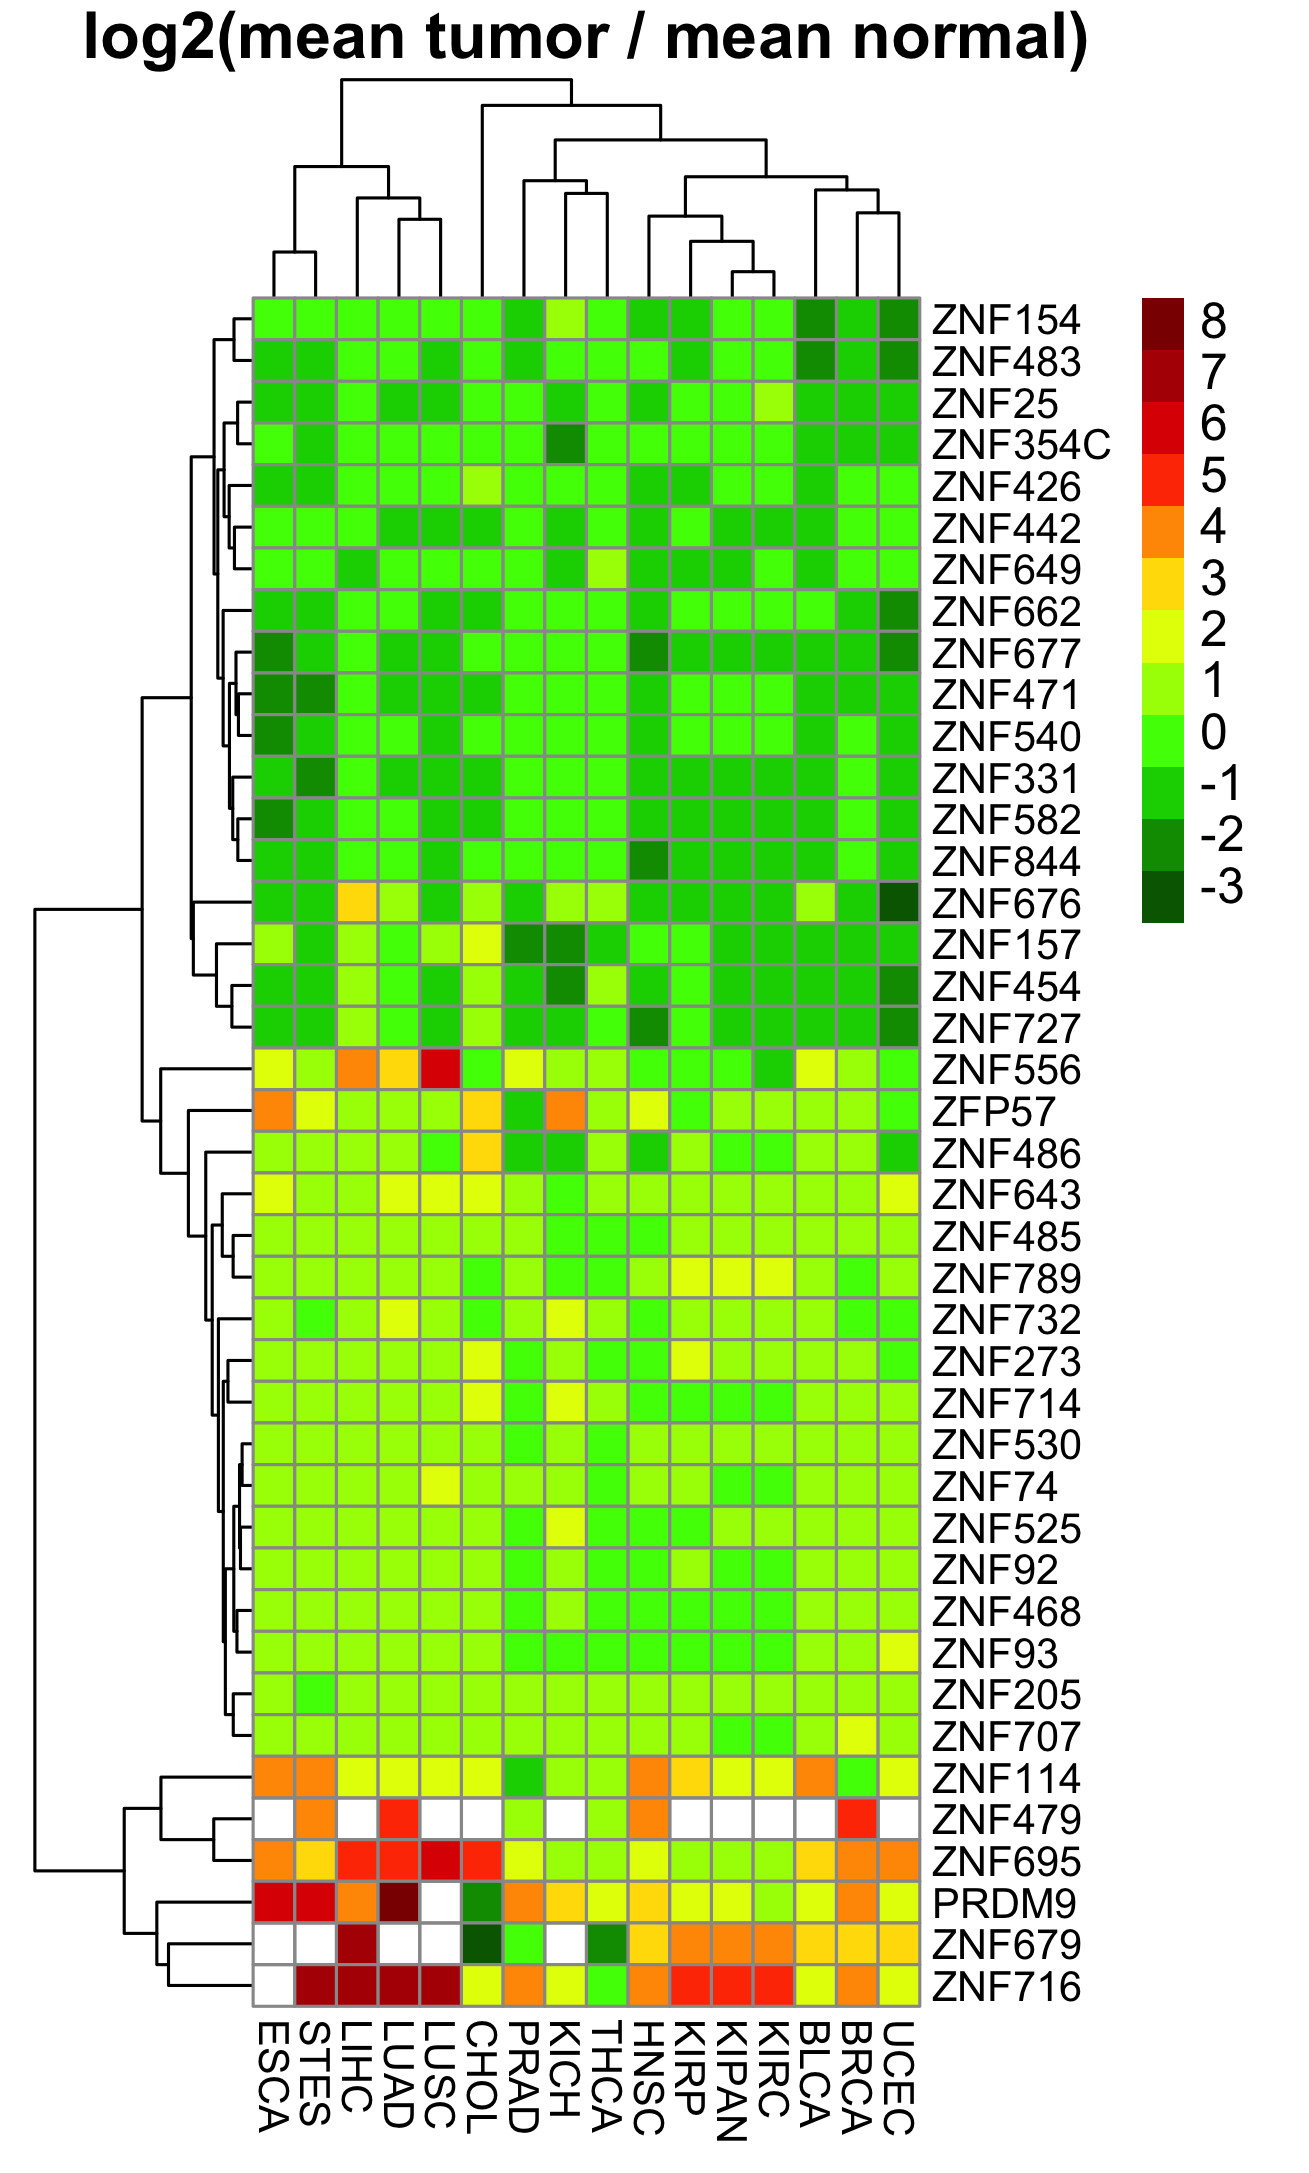 log2(mean tumor / mean normal)
ZNF154
ZNF483
ZNF25
ZNF354C
ZNF426
ZNF442
ZNF649
ZNF662
ZNF677
ZNF471
ZNF540
ZNF331
ZNF582
ZNF844
ZNF676
ZNF157
ZNF454
ZNF727
ZNF556
ZFP57
ZNF486
ZNF643
ZNF485
ZNF789
ZNF732
ZNF273
ZNF714
ZNF530
ZNF74
ZNF525
ZNF92
ZNF468
ZNF93
ZNF205
ZNF707
ZNF114
ZNF479
ZNF695
PRDM9
ZNF679
ZNF716
8
7
6
5
4
3
2
1
0
-1
-2
-3
ESCA
STES
LIHC
LUAD
LUSC
CHOL
PRAD
KICH
THCA
HNSC
KIRP
KIPAN
KIRC
BLCA
BRCA
UCEC